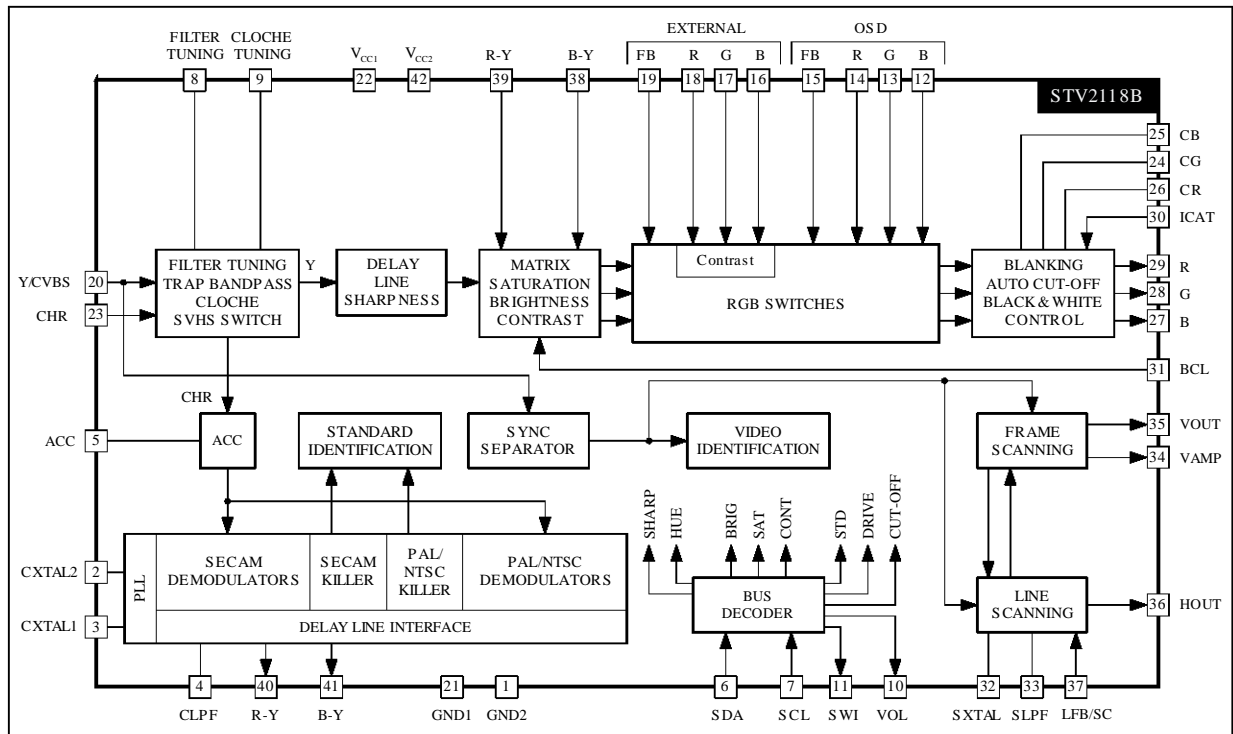 FILTER TUNING
CLOCHE TUNING
VCC1
VCC2
R-Y
B-Y
EXTERNAL
FB R G B
OSD
FB R G B
8 9 22 42 39 38 19 18 17 16 15 14 13 12
STV2118B
25 CB
24 CG
26 CR
30 ICAT
Y/CVBS 20
CHR 23
FILTER TUNING
TRAP BANDPASS
CLOCHE
SVHS SWITCH
Y
DELAY
LINE
SHARPNESS
MATRIX
SATURATION
BRIGHTNESS
CONTRAST
Contrast
RGB SWITCHES
BLANKING
AUTO CUT-OFF
BLACK & WHITE
CONTROL
29 R
28 G
27 B
31 BCL
CHR
ACC 5
ACC
STANDARD
IDENTIFICATION
SYNC
SEPARATOR
VIDEO
IDENTIFICATION
FRAME
SCANNING
35 VOUT
34 VAMP
CXTAL2 2
CXTAL1 3
PLL
SECAM
DEMODULATORS
SECAM
KILLER
PAL/
NTSC
KILLER
PAL/NTSC
DEMODULATORS
DELAY LINE INTERFACE
SHARP
HUE
BRIG
SAT
CONT
STD
DRIVE
CUT-OFF
BUS
DECODER
LINE
SCANNING
36 HOUT
4 40 41 21 1 6 7 11 10 32 33 37
CLPF R-Y B-Y GND1 GND2 SDA SCL SWI VOL SXTAL SLPF LFB/SC